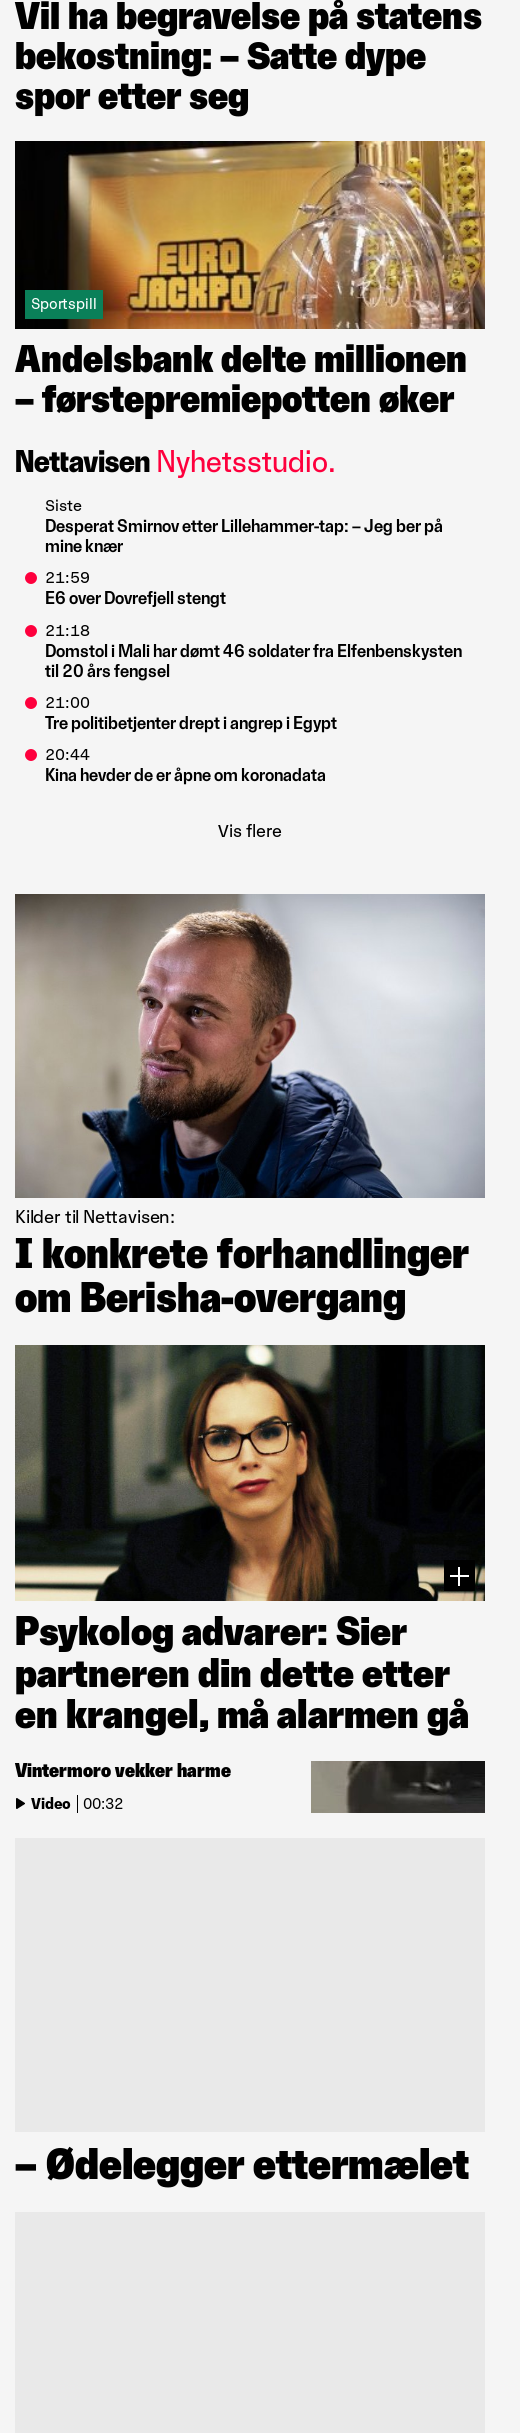 Vil ha begravelse på statens
bekostning: – Satte dype
spor etter seg
EURO
JACKPOT
Sportspill
Andelsbank delte millionen
– førstepremiepotten øker
Nettavisen Nyhetsstudio.
Siste
Desperat Smirnov etter Lillehammer-tap: – Jeg ber på
mine knær
21:59
E6 over Dovrefjell stengt
21:18
Domstol i Mali har dømt 46 soldater fra Elfenbenskysten
til 20 års fengsel
21:00
Tre politibetjenter drept i angrep i Egypt
20:44
Kina hevder de er åpne om koronadata
Vis flere
Kilder til Nettavisen:
I konkrete forhandlinger
om Berisha-overgang
Psykolog advarer: Sier
partneren din dette etter
en krangel, må alarmen gå
Vintermoro vekker harme
Video | 00:32
– Ødelegger ettermælet